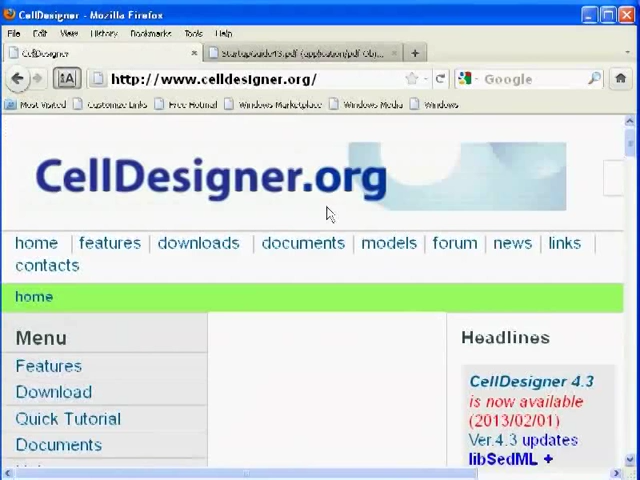 CellDesigner - Mozilla Firefox
File Edit View History Bookmarks Tools Help
CellDesigner
StartupGuide43.pdf (application/pdf Obj...
http://www.celldesigner.org/
Google
Most Visited Customize Links Free Hotmail Windows Marketplace Windows Media Windows
CellDesigner.org
home features downloads documents models forum news links
contacts
home
Menu
Features
Download
Quick Tutorial
Documents
Headlines
CellDesigner 4.3
is now available
(2013/02/01)
Ver.4.3 updates
libSedML +